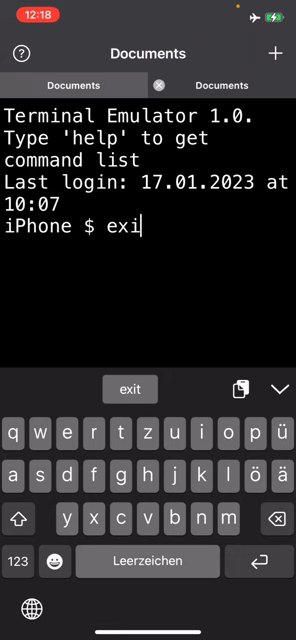 12:18
Documents
Documents
Documents
Terminal Emulator 1.0.
Type 'help' to get
command list
Last login: 17.01.2023 at
10:07
iPhone $ exi
exit
q w e r t z u i o p ü
a s d f g h j k l ö ä
y x c v b n m
123 Leerzeichen